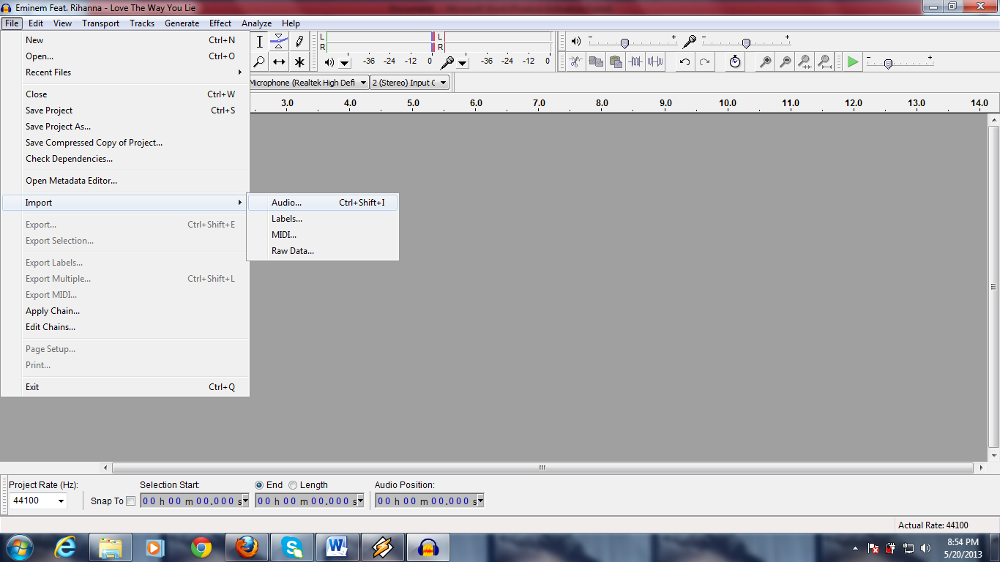 Eminem Feat. Rihanna - Love The Way You Lie
File Edit View Transport Tracks Generate Effect Analyze Help
New Ctrl+N
Open... Ctrl+O
Recent Files
Close Ctrl+W
Save Project Ctrl+S
Save Project As...
Save Compressed Copy of Project...
Check Dependencies...
Open Metadata Editor...
Import
Export... Ctrl+Shift+E
Export Selection...
Export Labels...
Export Multiple... Ctrl+Shift+L
Export MIDI...
Apply Chain...
Edit Chains...
Page Setup...
Print...
Exit Ctrl+Q
Audio... Ctrl+Shift+I
Labels...
MIDI...
Raw Data...
L L
R R
-36 -24 -12 0 -36 -24 -12 0
- + - +
- +
Microphone (Realtek High Defi 2 (Stereo) Input C
3.0 4.0 5.0 6.0 7.0 8.0 9.0 10.0 11.0 12.0 13.0 14.0
Project Rate (Hz): Selection Start: End Length Audio Position:
44100 Snap To 00 h 00 m 00.000 s 00 h 00 m 00.000 s 00 h 00 m 00.000 s
Actual Rate: 44100
8:54 PM
5/20/2013